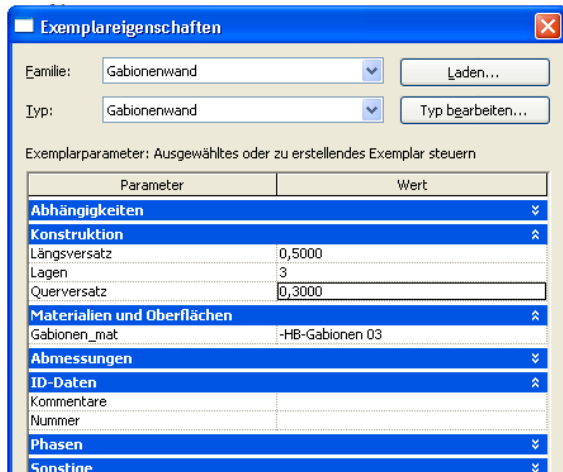 Exemplareigenschaften
Familie: Gabionenwand Laden...
Typ: Gabionenwand Typ bearbeiten...
Exemplarparameter: Ausgewähltes oder zu erstellendes Exemplar steuern
Parameter Wert
Abhängigkeiten
Konstruktion
Längsversatz 0,5000
Lagen 3
Querversatz 0,3000
Materialien und Oberflächen
Gabionen_mat -HB-Gabionen 03
Abmessungen
ID-Daten
Kommentare
Nummer
Phasen
Sonstige